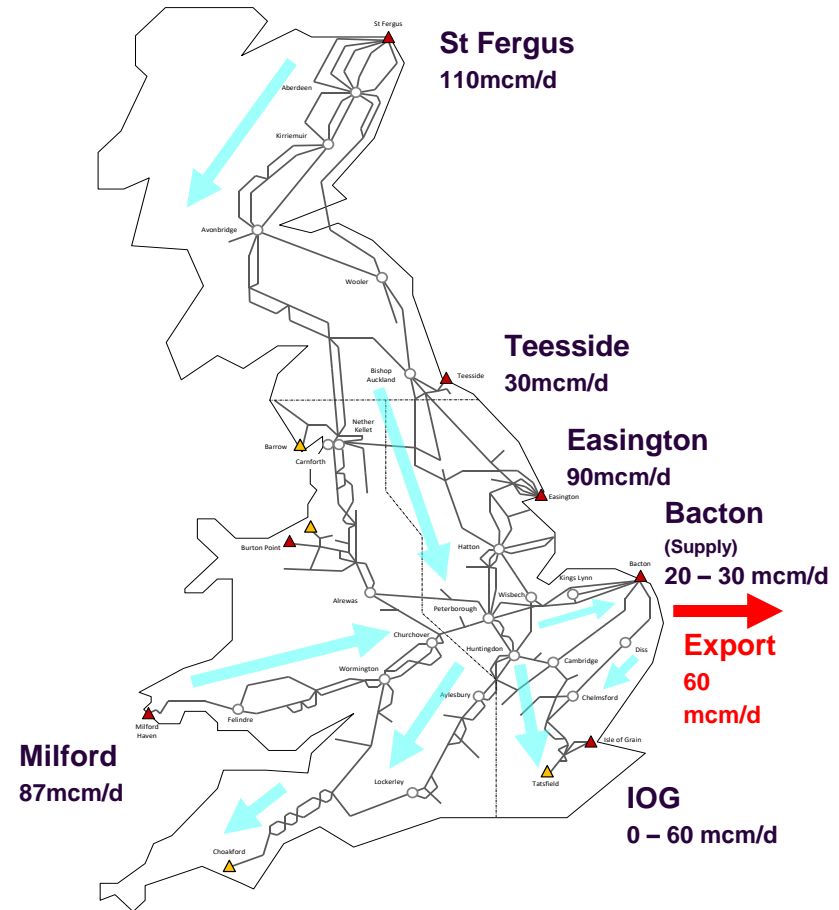 St Fergus
St Fergus
110mcm/d
Aberdeen
Kirriemuir
Avonbridge
Wooler
Teesside
30mcm/d
Bishop
Auckland
Teesside
Nether
Kellet
Barrow
Carnforth
Easington
90mcm/d
Easington
Bacton
(Supply)
20 – 30 mcm/d
Burton Point
Hatton
Bacton
Kings Lynn
Wisbech
Alrewas
Peterborough
Export
60
mcm/d
Churchover
Huntingdon
Diss
Cambridge
Wormington
Aylesbury
Chelmsford
Felindre
Milford
Haven
Isle of Grain
Milford
87mcm/d
Lockerley
Tatsfield
IOG
0 – 60 mcm/d
Choakford